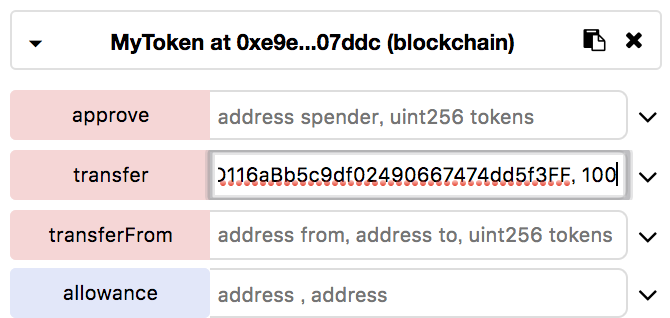 MyToken at 0xe9e...07ddc (blockchain)
approve address spender, uint256 tokens
transfer 0116aBb5c9df02490667474dd5f3FF, 100
transferFrom address from, address to, uint256 tokens
allowance address , address